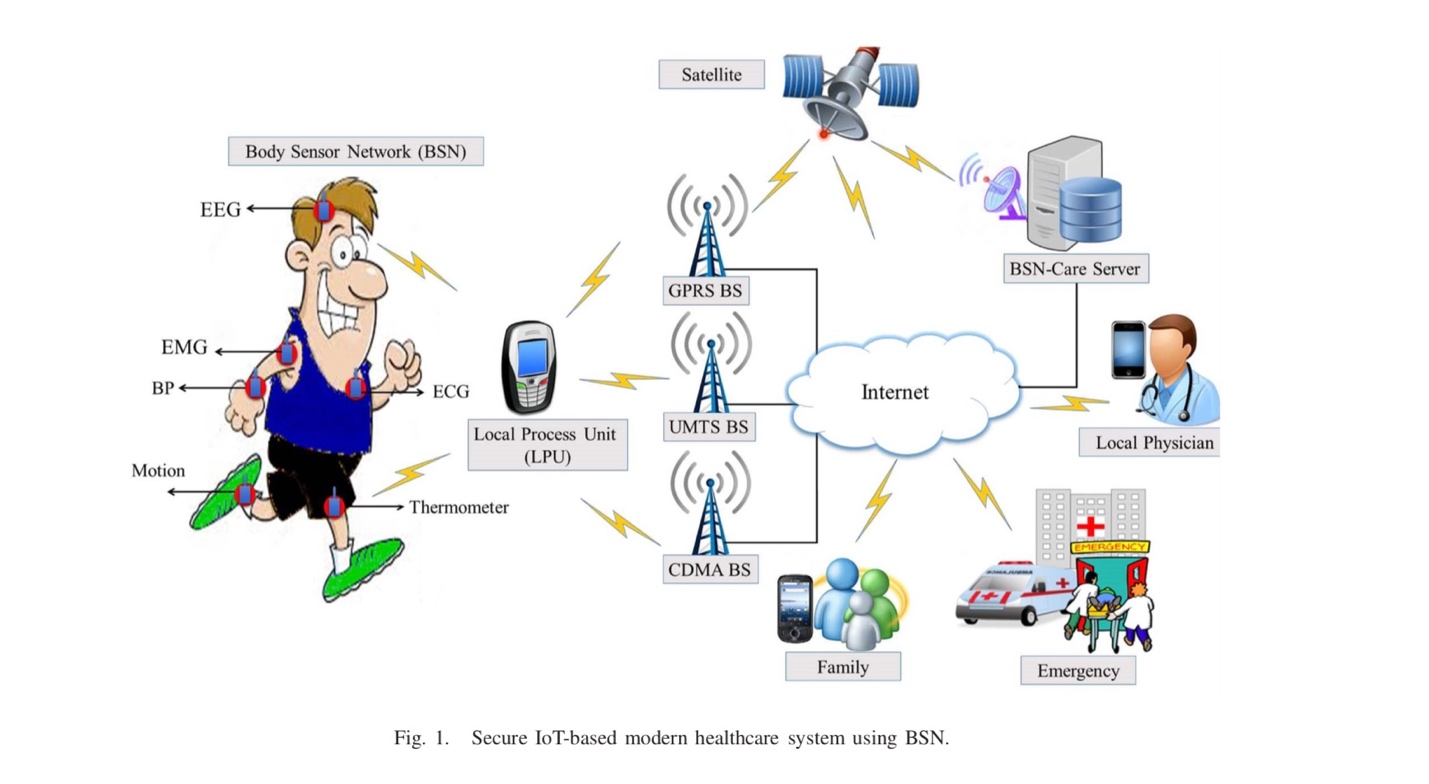 Satellite
Body Sensor Network (BSN)
EEG
EMG
BP
ECG
Motion
Thermometer
Local Process Unit
(LPU)
GPRS BS
UMTS BS
CDMA BS
Internet
BSN-Care Server
Local Physician
EMERGENCY
Family
Emergency
Fig. 1. Secure IoT-based modern healthcare system using BSN.